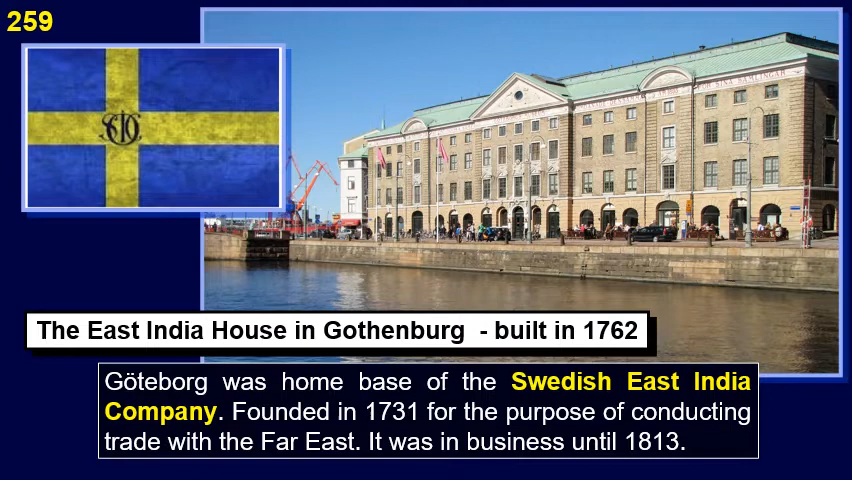 259
The East India House in Gothenburg - built in 1762
Göteborg was home base of the Swedish East India
Company. Founded in 1731 for the purpose of conducting
trade with the Far East. It was in business until 1813.